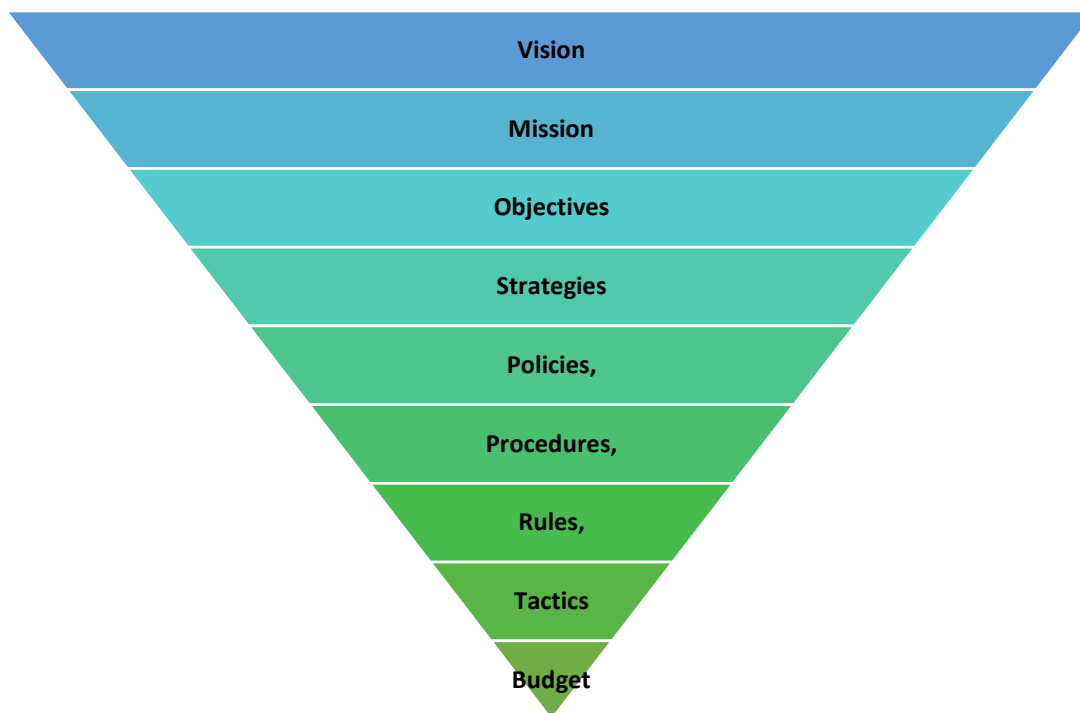 Vision
Mission
Objectives
Strategies
Policies,
Procedures,
Rules,
Tactics
Budget